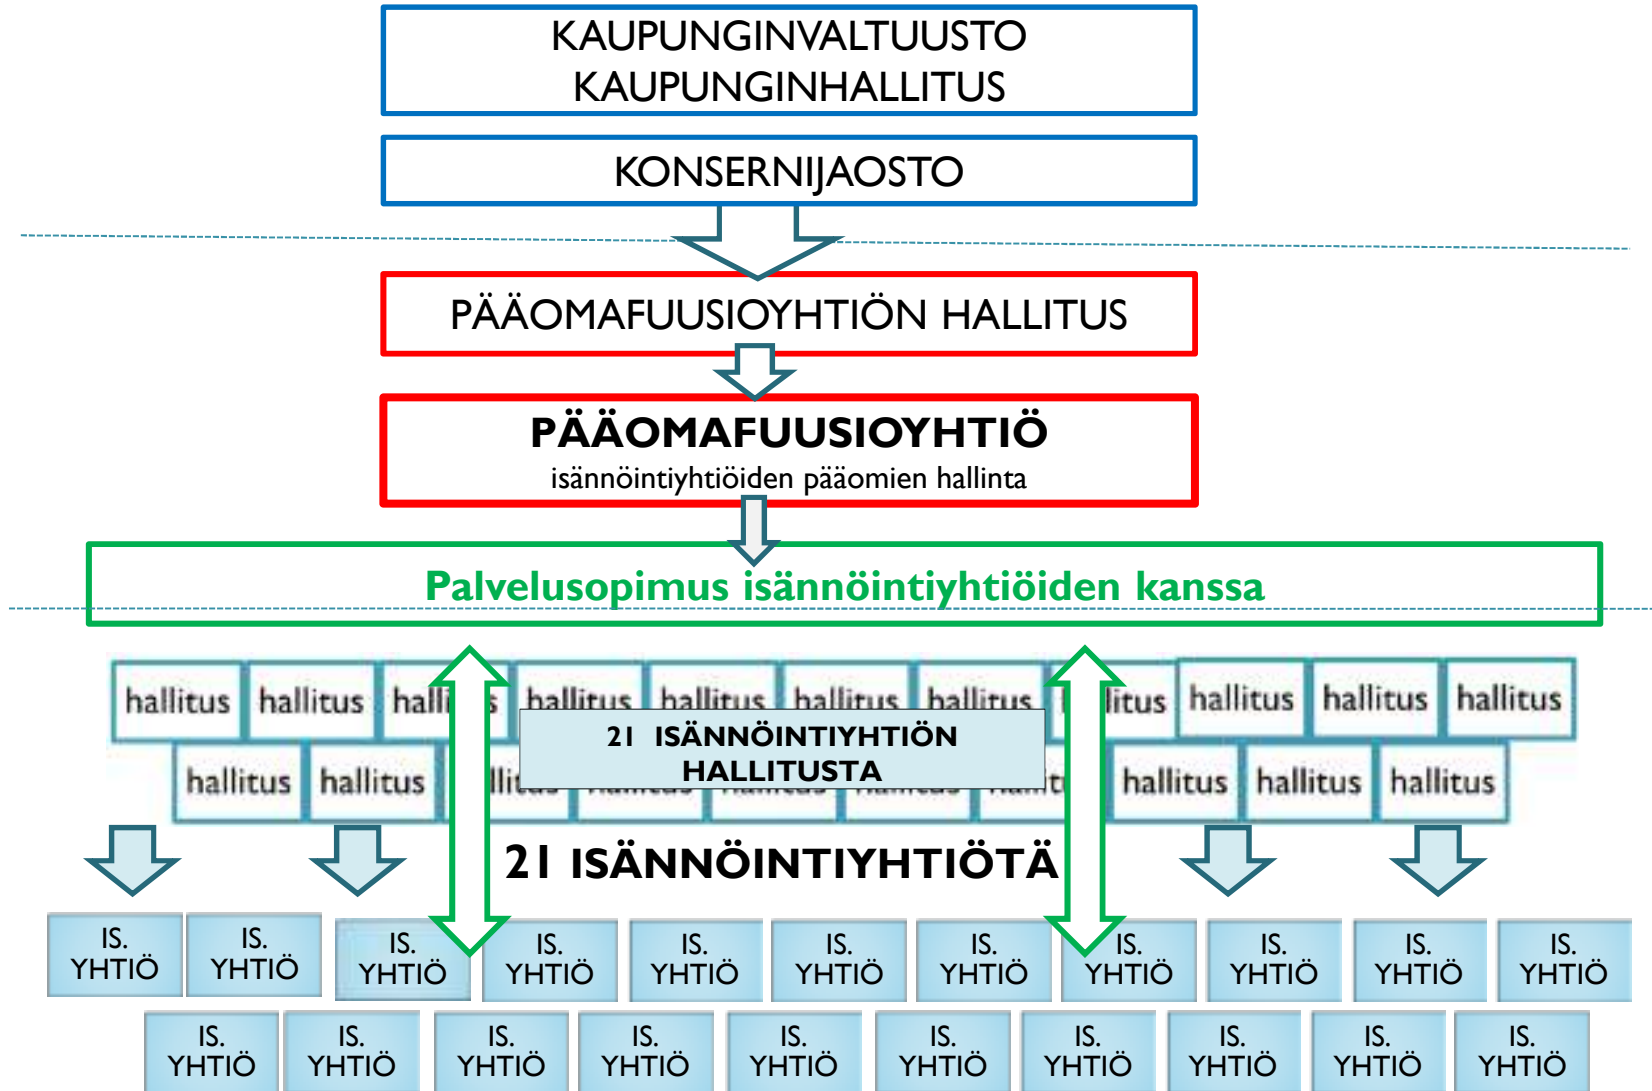 KAUPUNGINVALTUUSTO
KAUPUNGINHALLITUS
KONSERNIJAOSTO
PÄÄOMAFUUSIOYHTIÖN HALLITUS
PÄÄOMAFUUSIOYHTIÖ
isännöintiyhtiöiden pääomien hallinta
Palvelusopimus isännöintiyhtiöiden kanssa
hallitus hallitus hallitus hallitus hallitus hallitus hallitus hallitus hallitus hallitus
21 ISÄNNÖINTIYHTIÖN
HALLITUSTA
hallitus hallitus hallitus hallitus hallitus
21 ISÄNNÖINTIYHTIÖTÄ
IS. IS. IS. IS. IS. IS. IS. IS. IS. IS. IS.
YHTIÖ YHTIÖ YHTIÖ YHTIÖ YHTIÖ YHTIÖ YHTIÖ YHTIÖ YHTIÖ YHTIÖ YHTIÖ
IS. IS. IS. IS. IS. IS. IS. IS. IS. IS.
YHTIÖ YHTIÖ YHTIÖ YHTIÖ YHTIÖ YHTIÖ YHTIÖ YHTIÖ YHTIÖ YHTIÖ